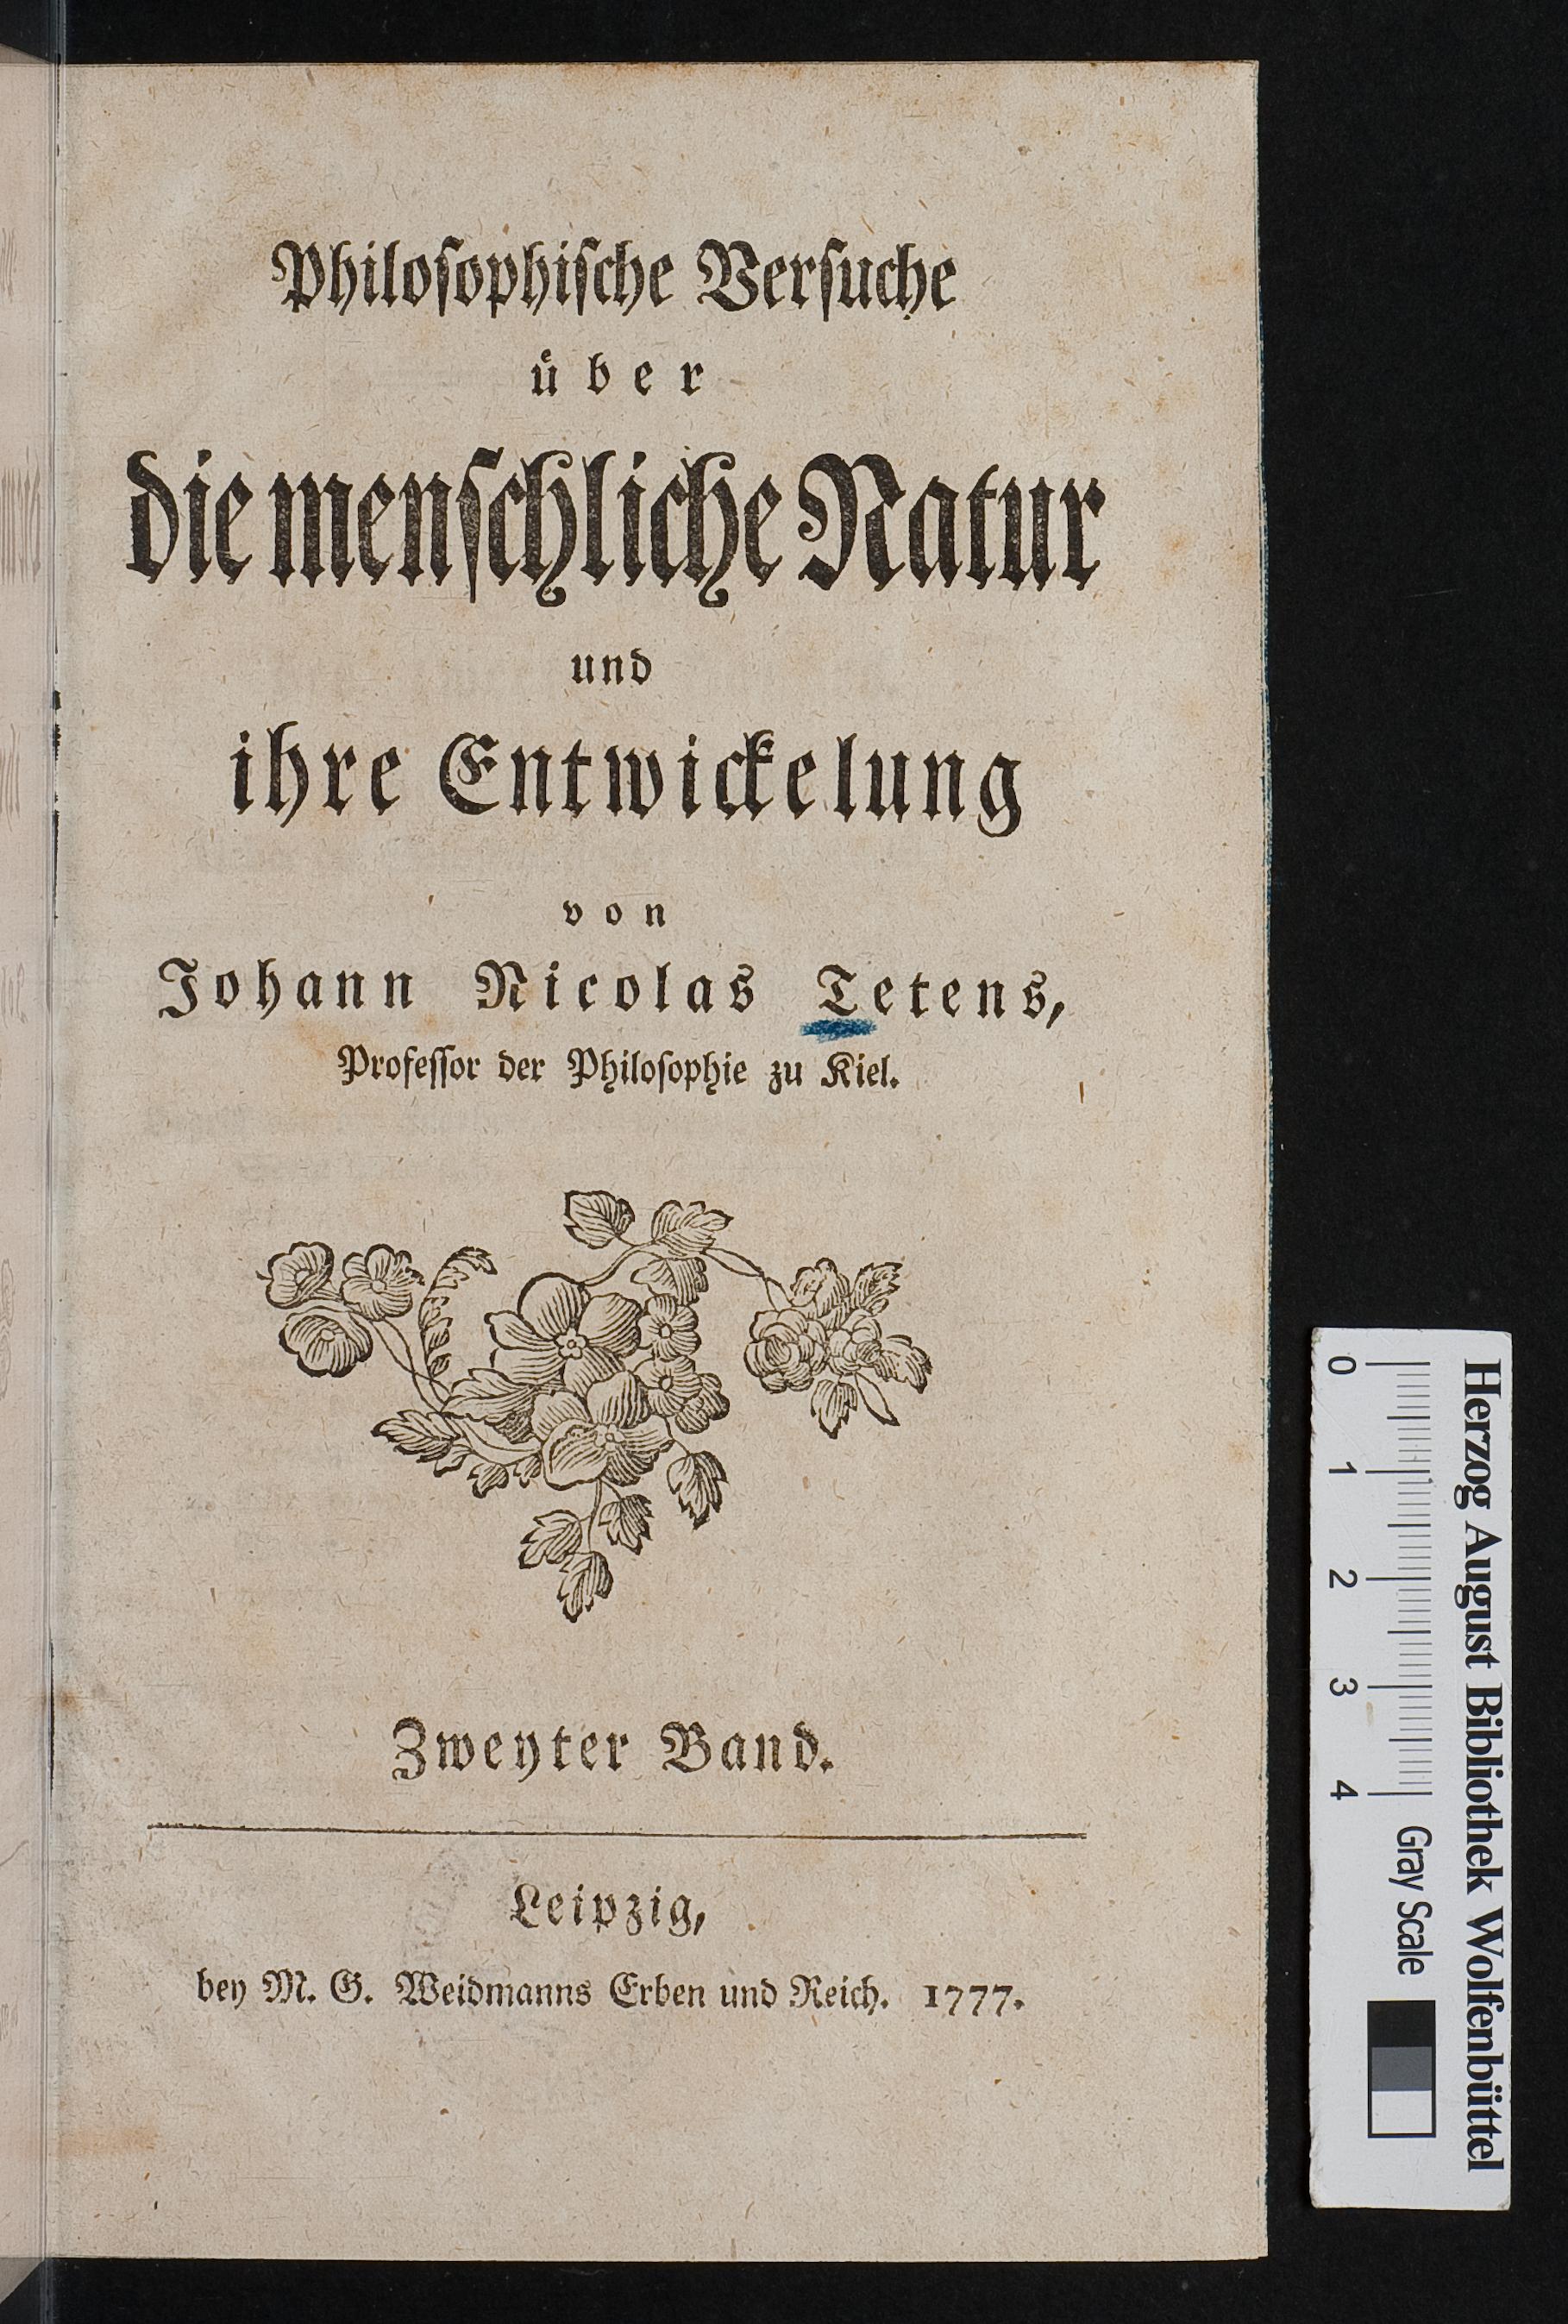 Philoſophiſche Verſuche
uͤber
die menſchliche Natur
und
ihre Entwickelung
von
Johann Nicolas Tetens,
Profeſſor der Philoſophie zu Kiel.
Zweyter Band.
Leipzig,
bey M. G. Weidmanns Erben und Reich. 1777.
Herzog August Bibliothek Wolfenbüttel
0 1 2 3 4 Gray Scale